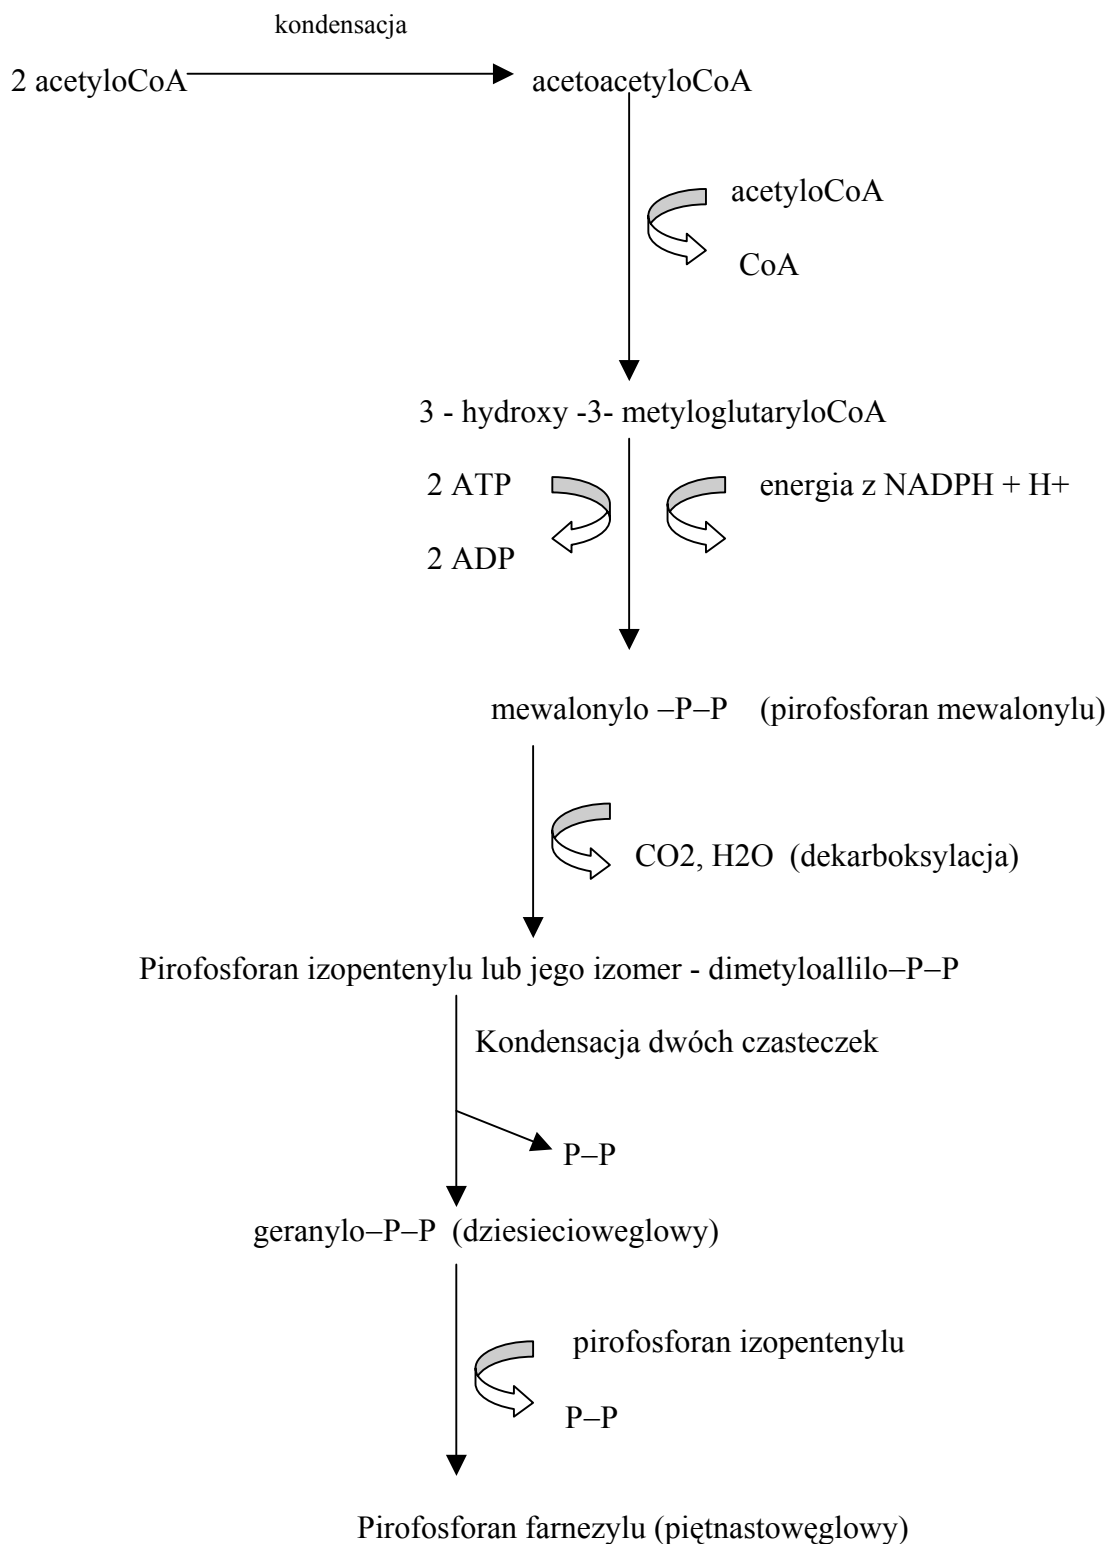 kondensacja
2 acetyloCoA acetoacetyloCoA
acetyloCoA
CoA
3 - hydroxy -3- metyloglutaryloCoA
2 ATP energia z NADPH + H+
2 ADP
mewalonylo –P–P (pirofosforan mewalonylu)
CO2, H2O (dekarboksylacja)
Pirofosforan izopentenylu lub jego izomer - dimetyloallilo–P–P
Kondensacja dwóch czasteczek
P–P
geranylo–P–P (dziesiecioweglowy)
pirofosforan izopentenylu
P–P
Pirofosforan farnezylu (piętnastowęglowy)